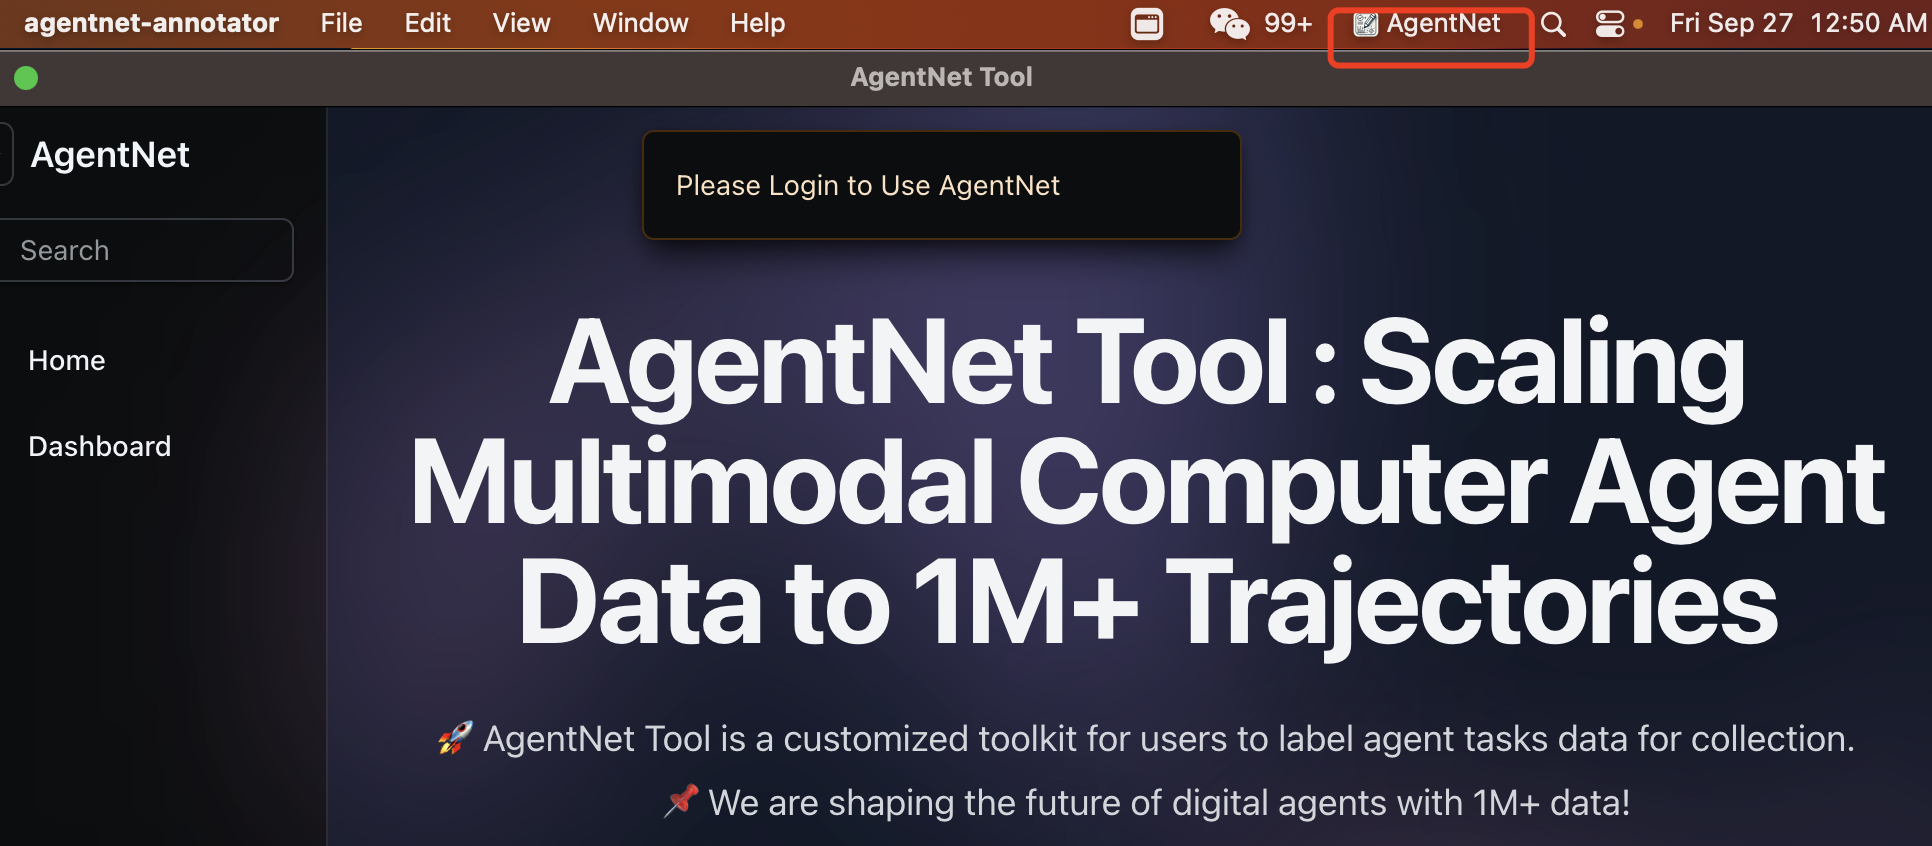 agentnet-annotator File Edit View Window Help 99+ AgentNet Fri Sep 27 12:50 AM
AgentNet Tool
AgentNet
Please Login to Use AgentNet
Search
Home
Dashboard
AgentNet Tool : Scaling
Multimodal Computer Agent
Data to 1M+ Trajectories
🚀 AgentNet Tool is a customized toolkit for users to label agent tasks data for collection.
📌 We are shaping the future of digital agents with 1M+ data!